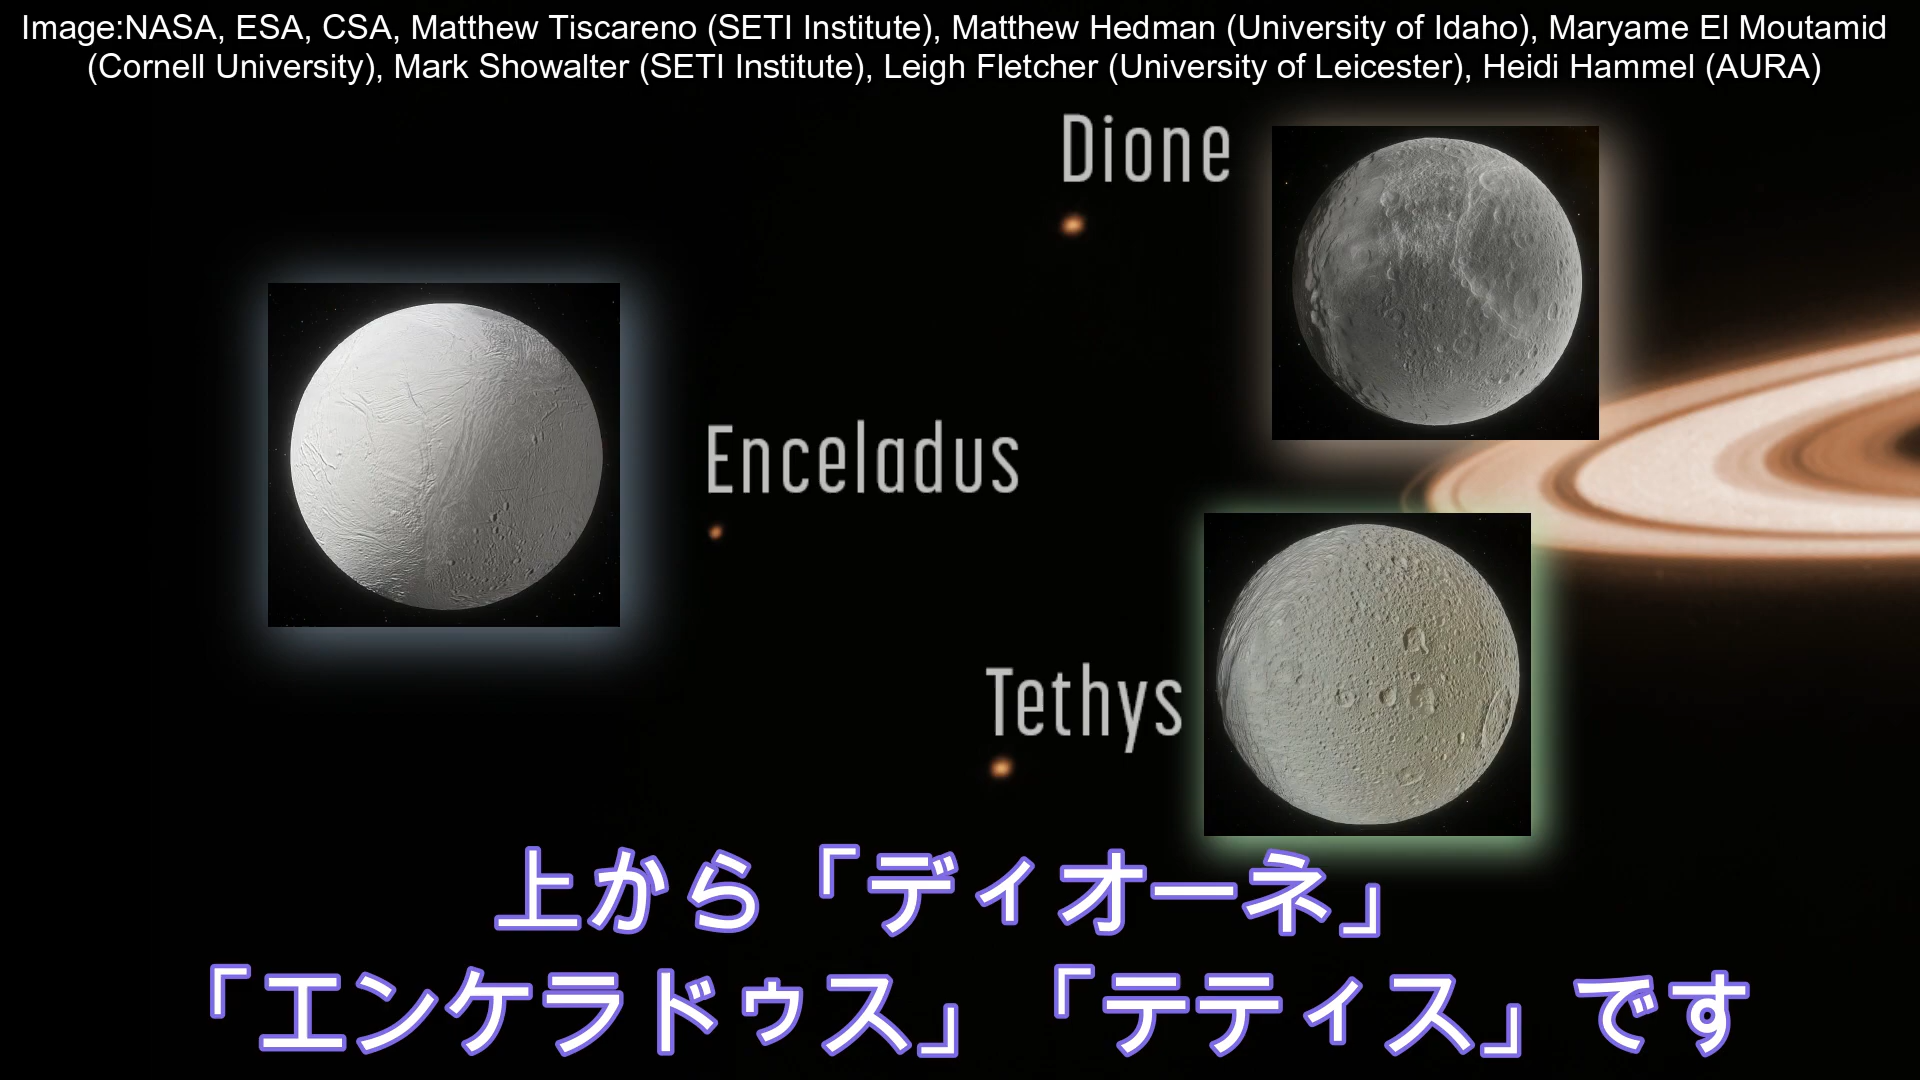 Image:NASA, ESA, CSA, Matthew Tiscareno (SETI Institute), Matthew Hedman (University of Idaho), Maryame El Moutamid
(Cornell University), Mark Showalter (SETI Institute), Leigh Fletcher (University of Leicester), Heidi Hammel (AURA)
Dione
Enceladus
Tethys
上から「ディオーネ」
「エンケラドゥス」「テティス」です